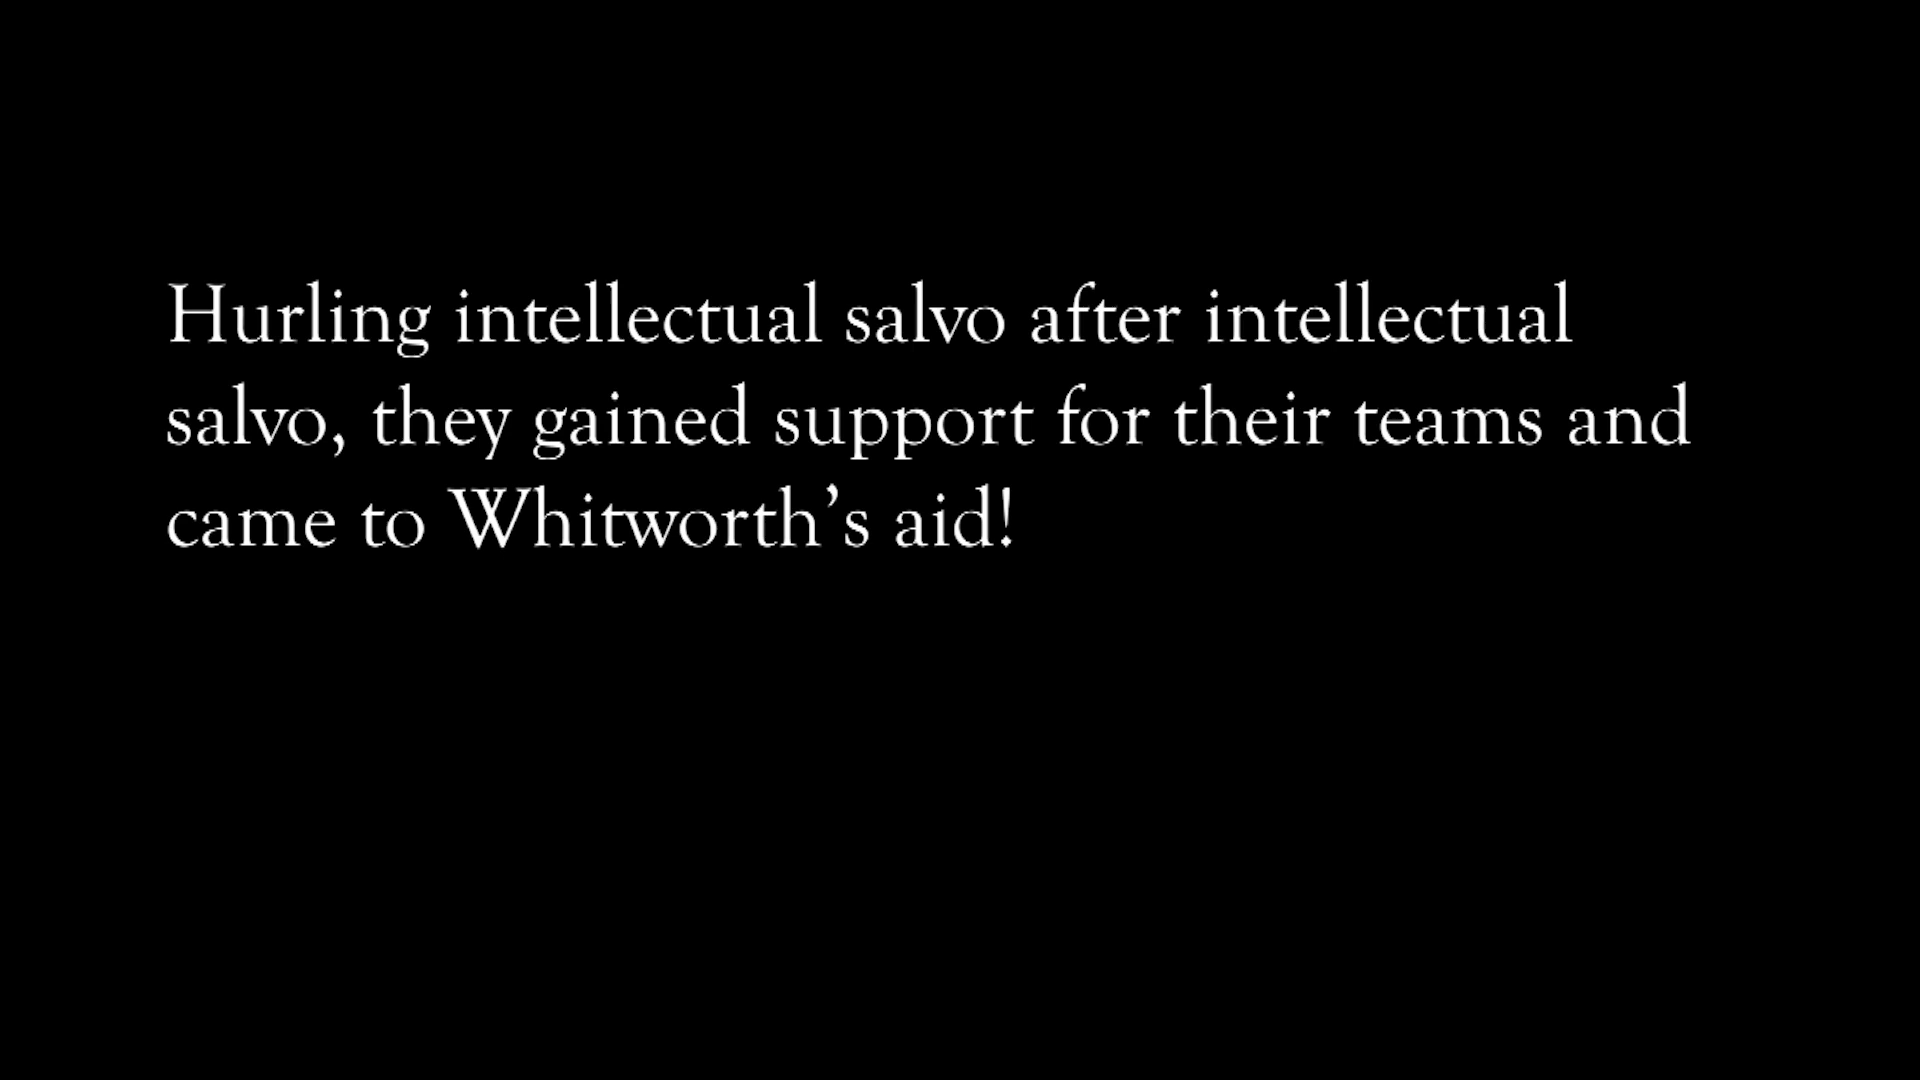 Hurling intellectual salvo after intellectual
salvo, they gained support for their teams and
came to Whitworth’s aid!